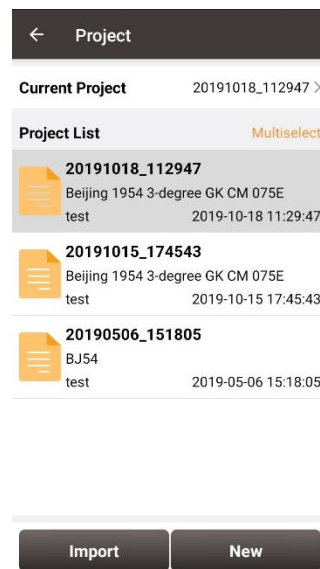 Project
Current Project 20191018_112947
Project List Multiselect
20191018_112947
Beijing 1954 3-degree GK CM 075E
test 2019-10-18 11:29:47
20191015_174543
Beijing 1954 3-degree GK CM 075E
test 2019-10-15 17:45:43
20190506_151805
BJ54
test 2019-05-06 15:18:05
Import New